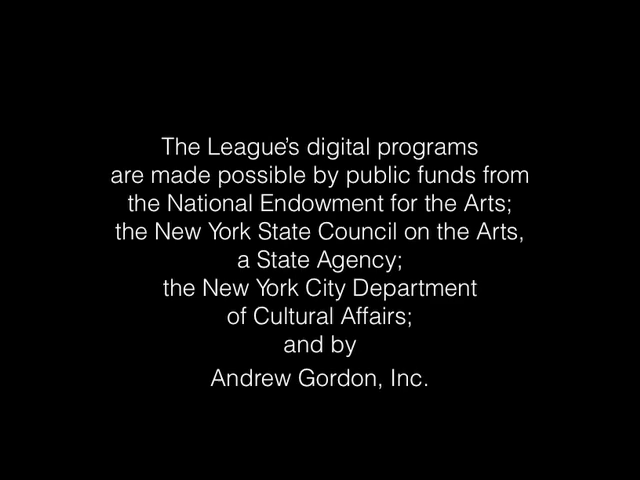 The League’s digital programs
are made possible by public funds from
the National Endowment for the Arts;
the New York State Council on the Arts,
a State Agency;
the New York City Department
of Cultural Affairs;
and by
Andrew Gordon, Inc.